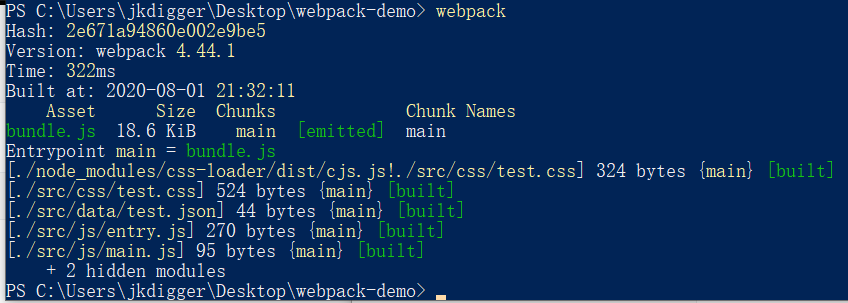 PS C:\Users\jkdigger\Desktop\webpack-demo> webpack
Hash: 2e671a94860e002e9be5
Version: webpack 4.44.1
Time: 322ms
Built at: 2020-08-01 21:32:11
    Asset      Size  Chunks             Chunk Names
bundle.js  18.6 KiB    main  [emitted]  main
Entrypoint main = bundle.js
[./node_modules/css-loader/dist/cjs.js!./src/css/test.css] 324 bytes {main} [built]
[./src/css/test.css] 524 bytes {main} [built]
[./src/data/test.json] 44 bytes {main} [built]
[./src/js/entry.js] 270 bytes {main} [built]
[./src/js/main.js] 95 bytes {main} [built]
    + 2 hidden modules
PS C:\Users\jkdigger\Desktop\webpack-demo>